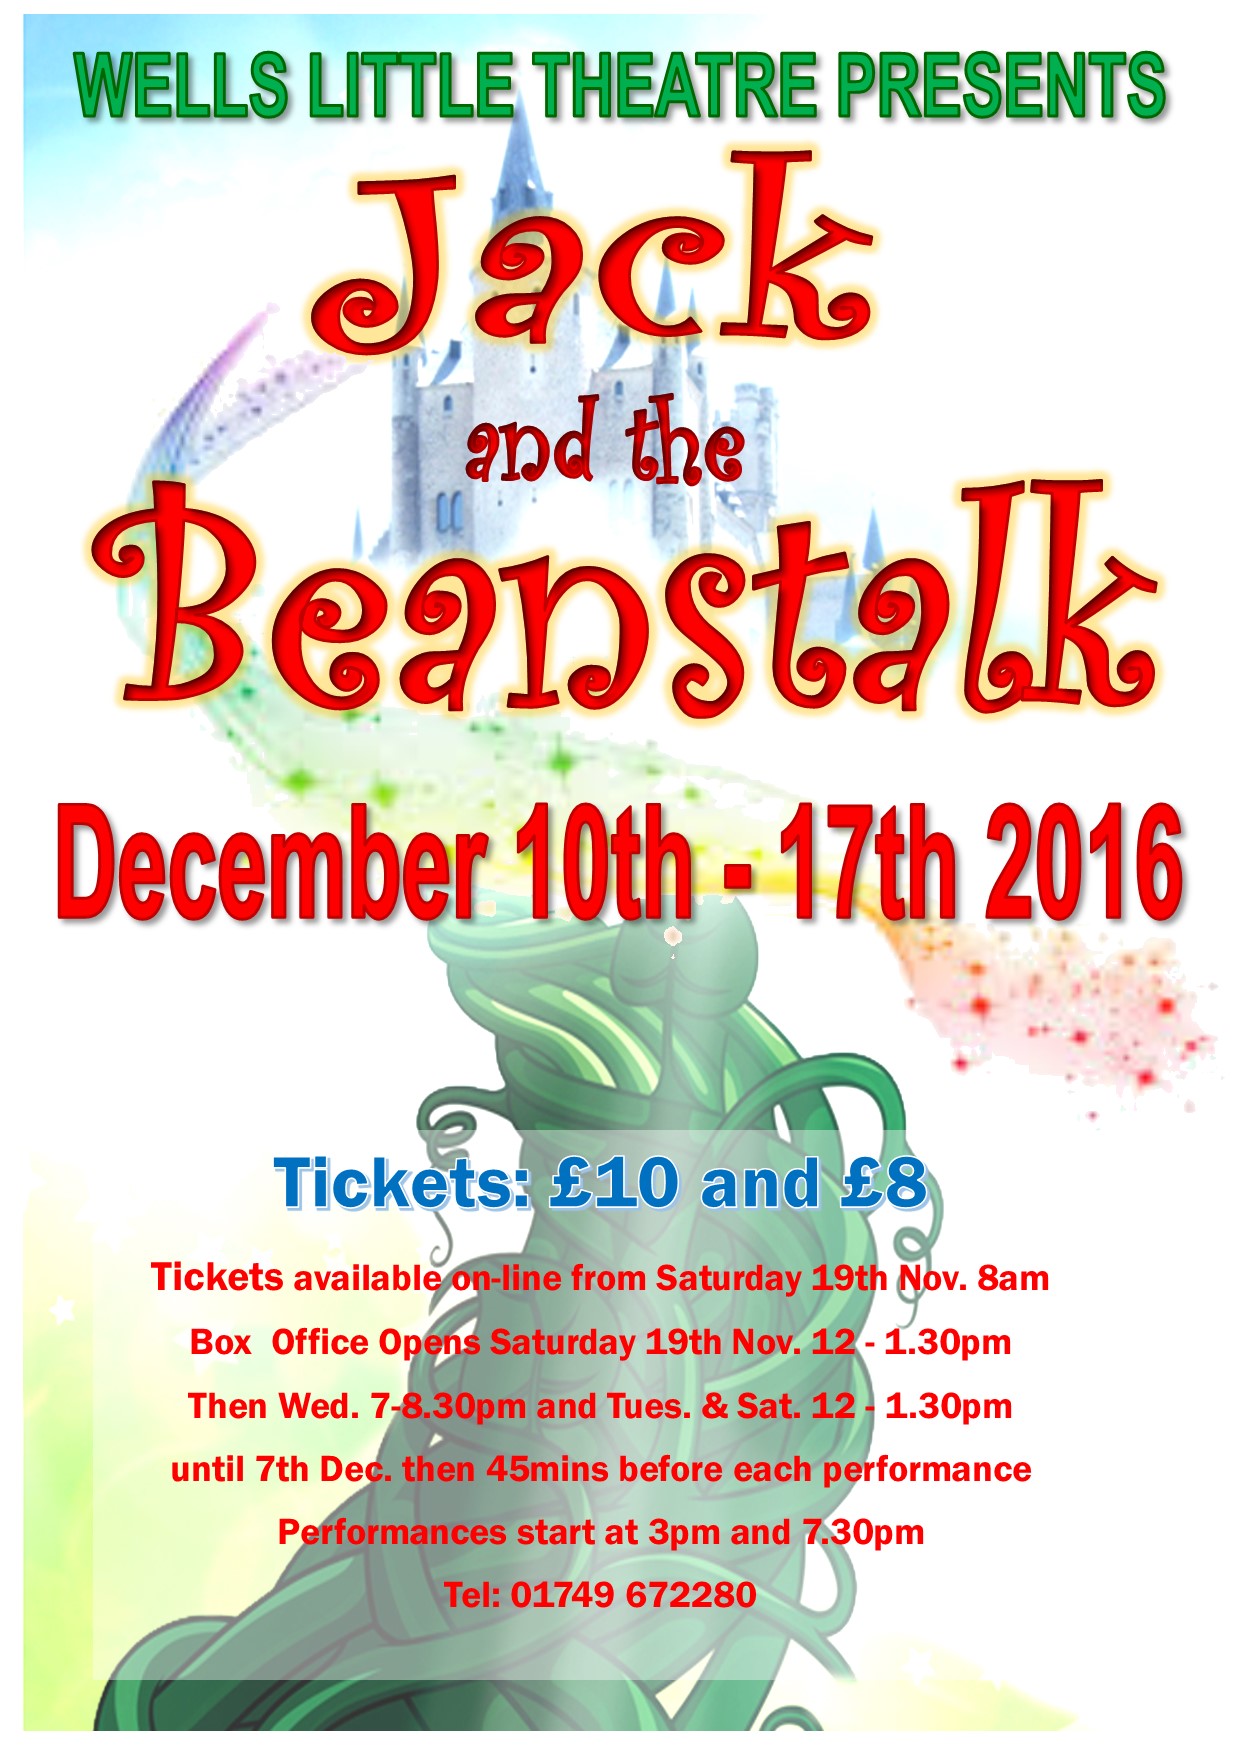 WELLS LITTLE THEATRE PRESENTS
Jack
and the
Beanstalk
December 10th - 17th 2016
Tickets: £10 and £8
Tickets available on-line from Saturday 19th Nov. 8am
Box  Office Opens Saturday 19th Nov. 12 - 1.30pm
Then Wed. 7-8.30pm and Tues. & Sat. 12 - 1.30pm
until 7th Dec. then 45mins before each performance
Performances start at 3pm and 7.30pm
Tel: 01749 672280